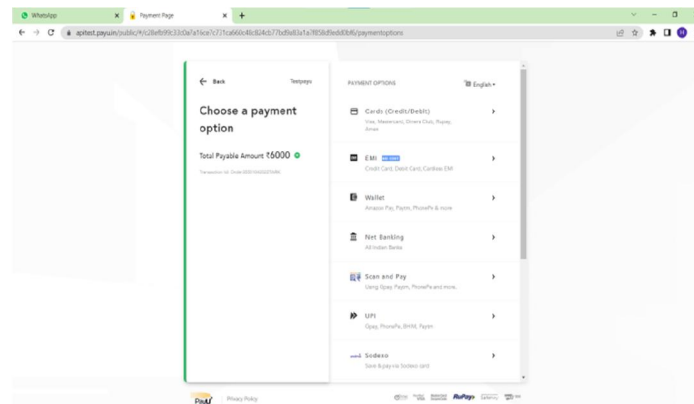 WhatsApp
Payment Page
apitest.payu.in/public/#/
/paymentoptions
Back
Testpayu
Choose a payment
option
Total Payable Amount ₹6000
PAYMENT OPTIONS
English
Cards (Credit/Debit)
Visa, Mastercard, Diners Club, Rupay,
Amex
EMI
Credit Card, Debit Card, Cardless EMI
Wallet
Amazon Pay, Paytm, PhonePe & more
Net Banking
All Indian Banks
Scan and Pay
Using Gpay, Paytm, PhonePe and more.
UPI
Gpay, PhonePe, BHIM, Paytm
Sodexo
Save & pay via Sodexo card
PayU
Privacy Policy
RuPay